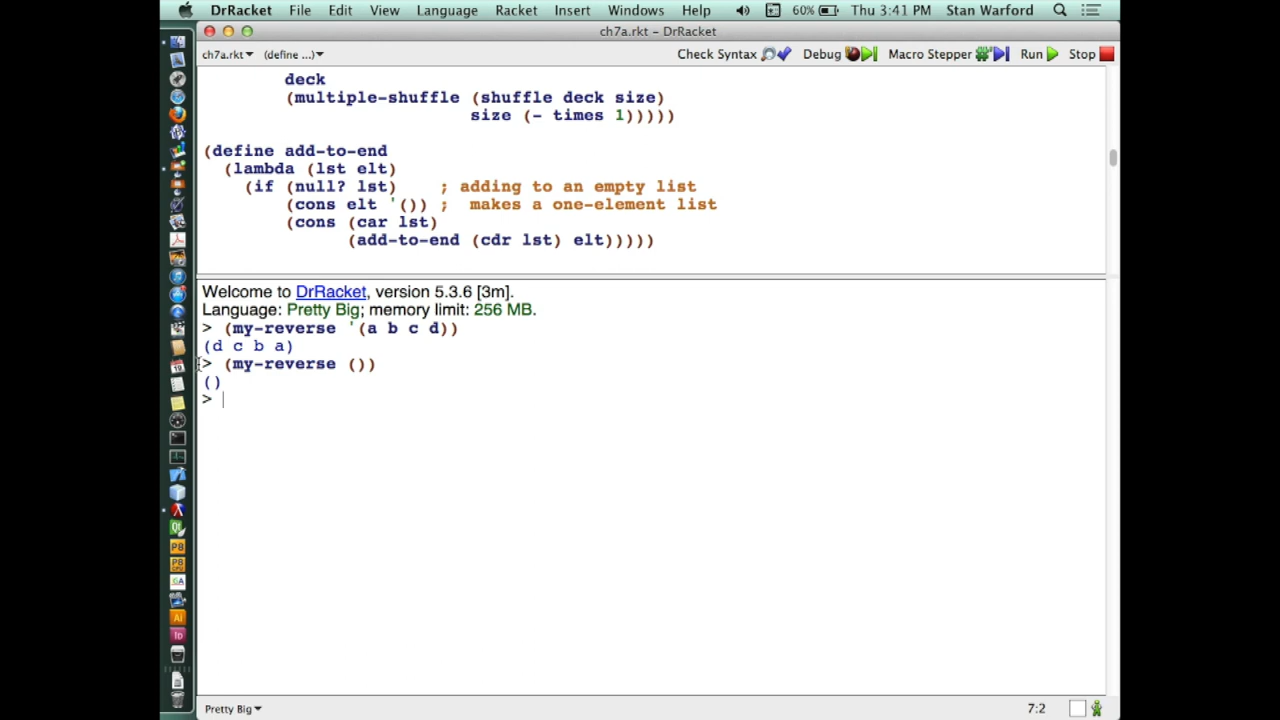 DrRacket File Edit View Language Racket Insert Windows Help 60% Thu 3:41 PM Stan Warford
ch7a.rkt – DrRacket
ch7a.rkt (define ...) Check Syntax Debug Macro Stepper Run Stop
deck
(multiple-shuffle (shuffle deck size)
size (- times 1)))))
(define add-to-end
(lambda (lst elt)
(if (null? lst) ; adding to an empty list
(cons elt '()) ; makes a one-element list
(cons (car lst)
(add-to-end (cdr lst) elt)))))
Welcome to DrRacket, version 5.3.6 [3m].
Language: Pretty Big; memory limit: 256 MB.
> (my-reverse '(a b c d))
(d c b a)
> (my-reverse ())
()
>
Pretty Big 7:2